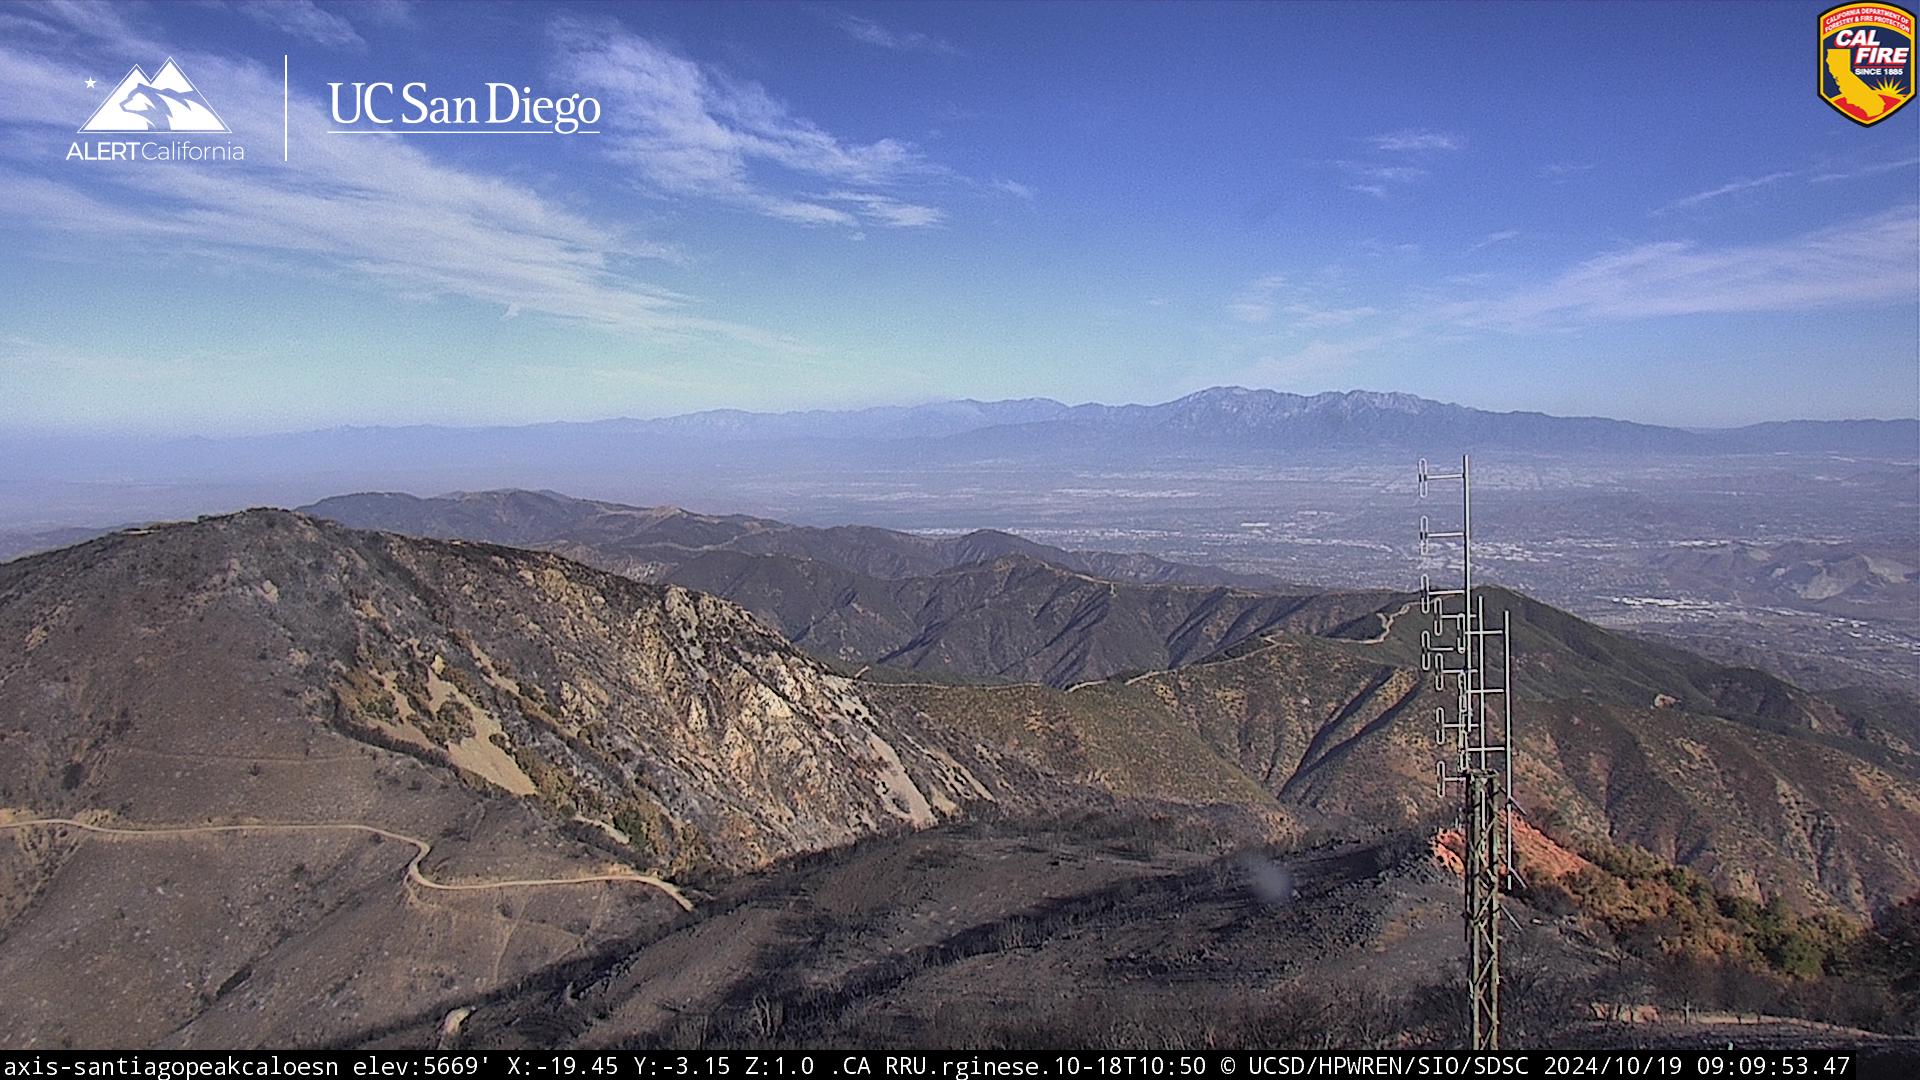 ALERTCalifornia
UC San Diego
CALIFORNIA DEPARTMENT OF
FORESTRY & FIRE PROTECTION
CAL
FIRE
SINCE 1885
axis-santiagopeakcaloesn elev:5669' X:-19.45 Y:-3.15 Z:1.0 .CA RRU.rginese.10-18T10:50 © UCSD/HPWREN/SIO/SDSC 2024/10/19 09:09:53.47